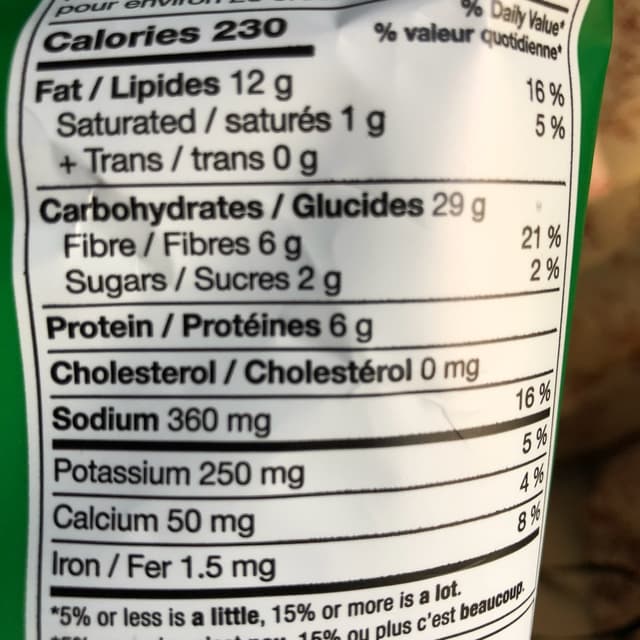 pour environ
Calories 230
% Daily Value*
% valeur quotidienne*
Fat / Lipides 12 g 16 %
Saturated / saturés 1 g 5 %
+ Trans / trans 0 g
Carbohydrates / Glucides 29 g
Fibre / Fibres 6 g 21 %
Sugars / Sucres 2 g 2 %
Protein / Protéines 6 g
Cholesterol / Cholestérol 0 mg
Sodium 360 mg 16 %
Potassium 250 mg 5 %
Calcium 50 mg 4 %
Iron / Fer 1.5 mg 8 %
*5% or less is a little, 15% or more is a lot.
15% ou plus c'est beaucoup.